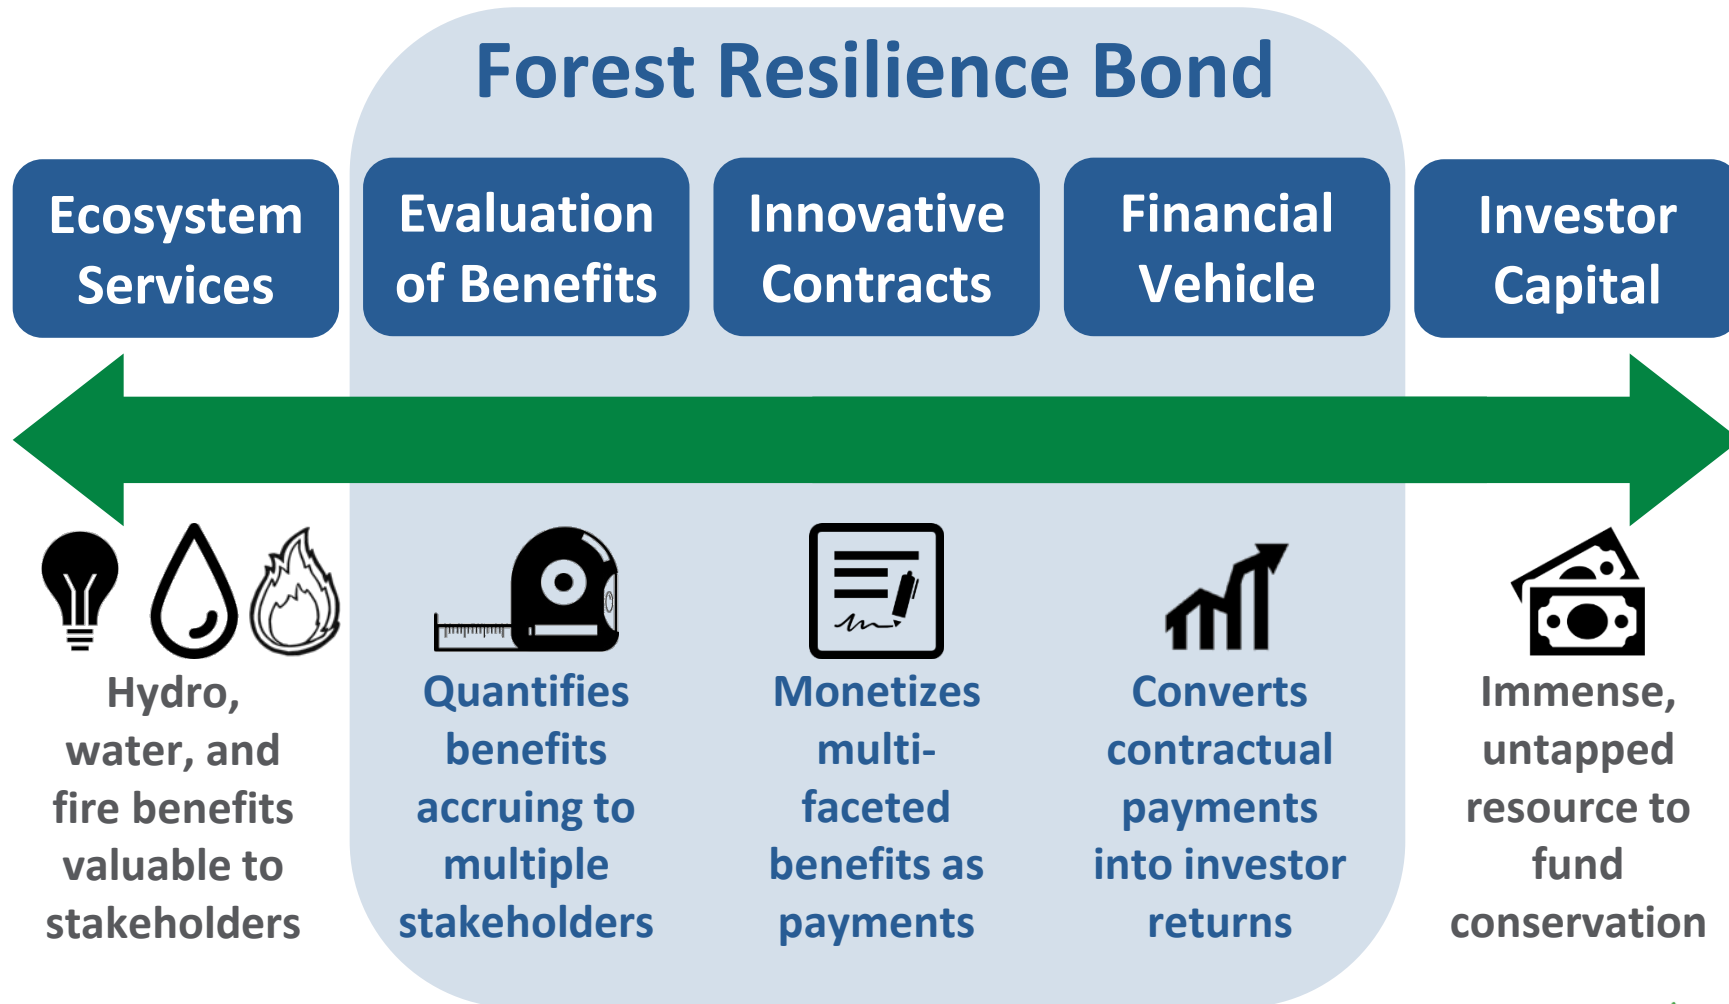 Forest Resilience Bond
Ecosystem
Services
Evaluation
of Benefits
Innovative
Contracts
Financial
Vehicle
Investor
Capital
Hydro,
water, and
fire benefits
valuable to
stakeholders
Quantifies
benefits
accruing to
multiple
stakeholders
Monetizes
multi-
faceted
benefits as
payments
Converts
contractual
payments
into investor
returns
Immense,
untapped
resource to
fund
conservation